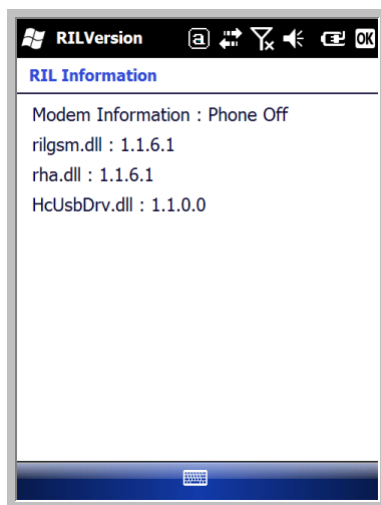 RILVersion a OK
RIL Information
Modem Information : Phone Off
rilgsm.dll : 1.1.6.1
rha.dll : 1.1.6.1
HcUsbDrv.dll : 1.1.0.0